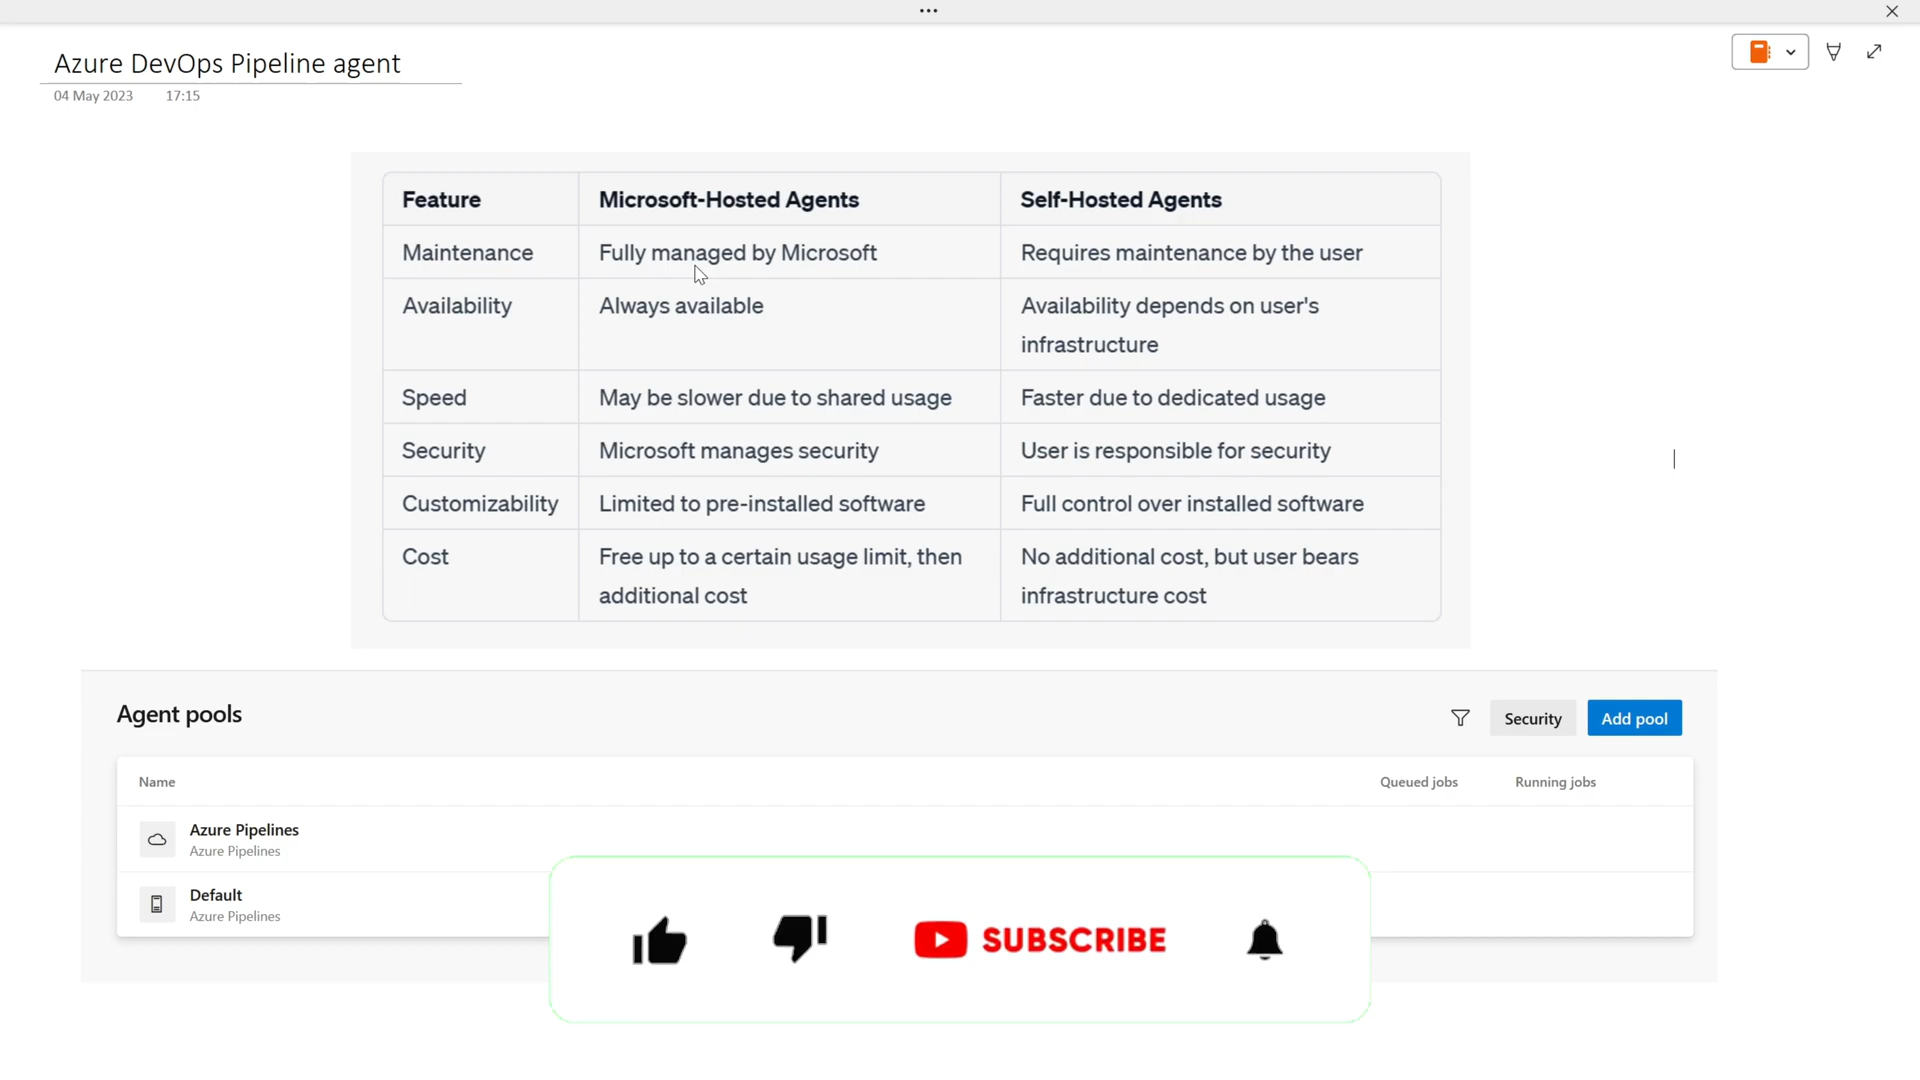 Azure DevOps Pipeline agent
04 May 2023 17:15
Feature Microsoft-Hosted Agents Self-Hosted Agents
Maintenance Fully managed by Microsoft Requires maintenance by the user
Availability Always available Availability depends on user's
infrastructure
Speed May be slower due to shared usage Faster due to dedicated usage
Security Microsoft manages security User is responsible for security
Customizability Limited to pre-installed software Full control over installed software
Cost Free up to a certain usage limit, then No additional cost, but user bears
additional cost infrastructure cost
Agent pools Security Add pool
Name Queued jobs Running jobs
Azure Pipelines
Azure Pipelines
Default
Azure Pipelines
SUBSCRIBE